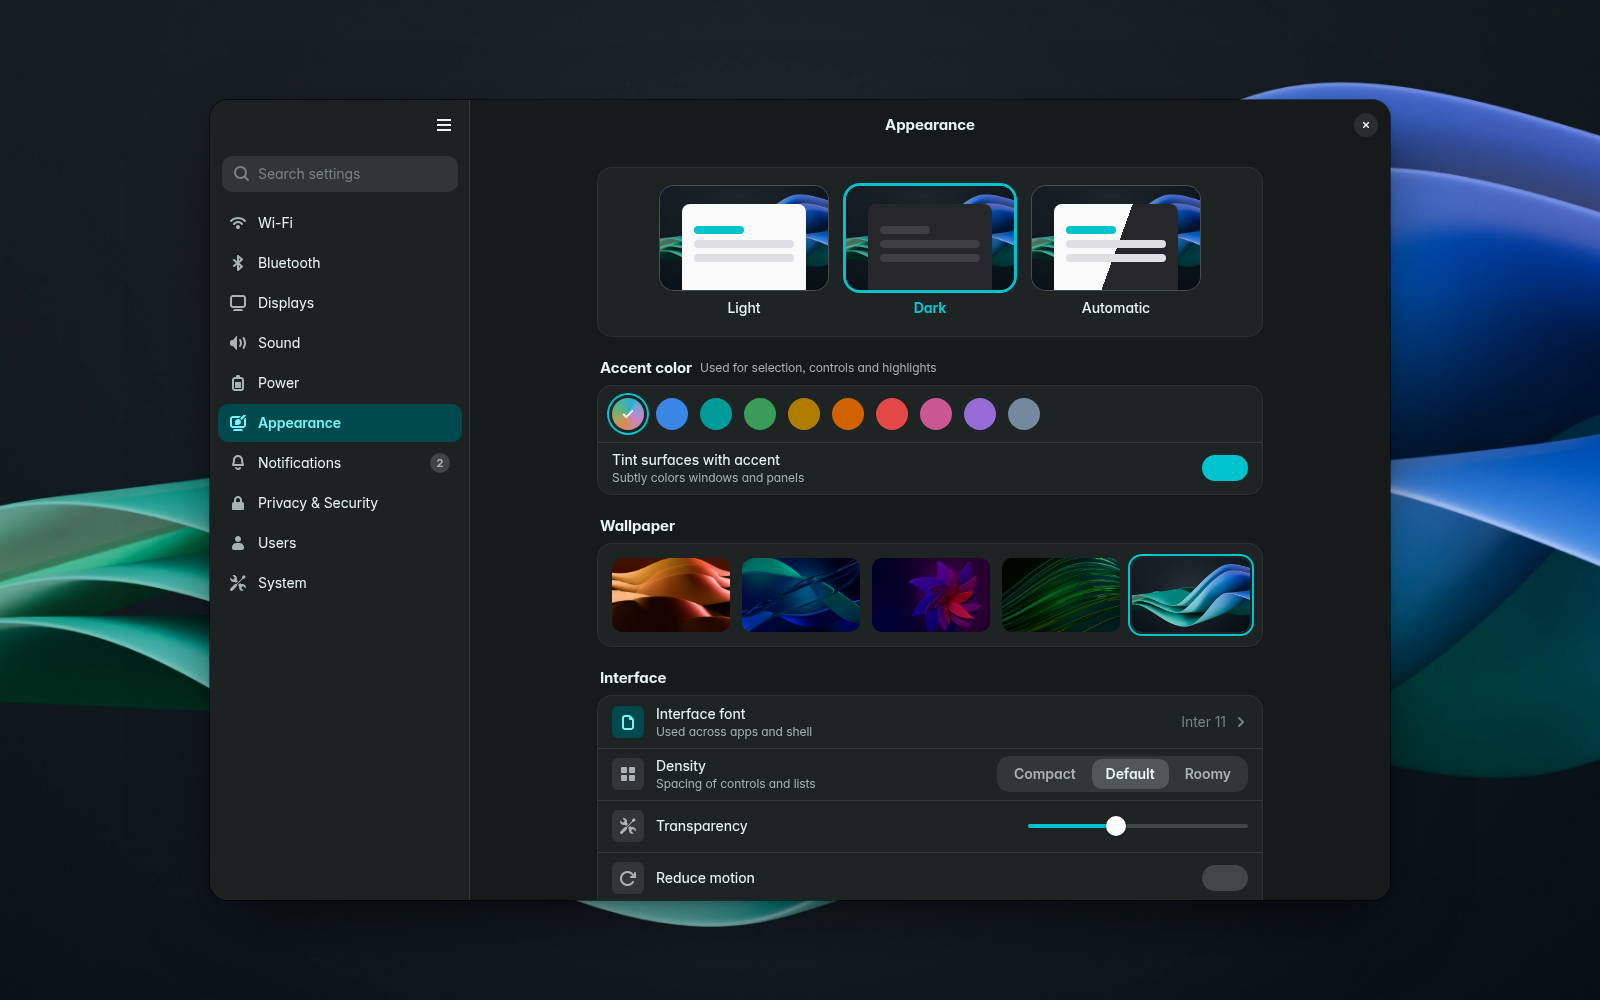 Appearance
Search settings
Wi-Fi
Bluetooth
Displays
Sound
Power
Appearance
Notifications
2
Privacy & Security
Users
System
Light
Dark
Automatic
Accent color
Used for selection, controls and highlights
Tint surfaces with accent
Subtly colors windows and panels
Wallpaper
Interface
Interface font
Used across apps and shell
Inter 11
Density
Spacing of controls and lists
Compact
Default
Roomy
Transparency
Reduce motion